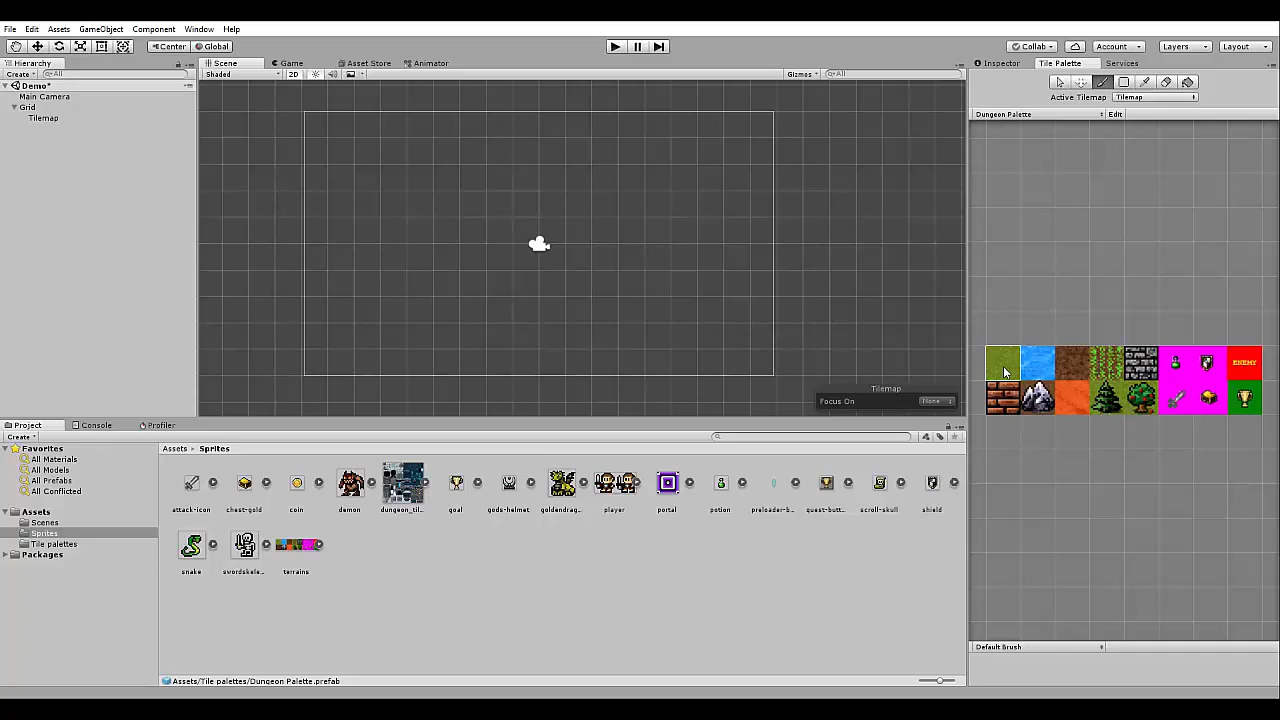 File Edit Assets GameObject Component Window Help
Center Global Collab Account Layers Layout
Hierarchy Scene Game Asset Store Animator Inspector Tile Palette Services
Create All Shaded 2D Gizmos All
Demo*
Main Camera
Grid
Tilemap
Active Tilemap Tilemap
Dungeon Palette Edit
ENEMY
Tilemap
Focus On None
Project Console Profiler
Create
Favorites
All Materials
All Models
All Prefabs
All Conflicted
Assets
Scenes
Sprites
Tile palettes
Packages
Assets Sprites
attack-icon chest-gold coin demon dungeon_til... goal gods-helmet goldendrag... player portal potion preloader-b... quest-butt... scroll-skull shield
snake swordskele... terrains
Assets/Tile palettes/Dungeon Palette.prefab
Default Brush